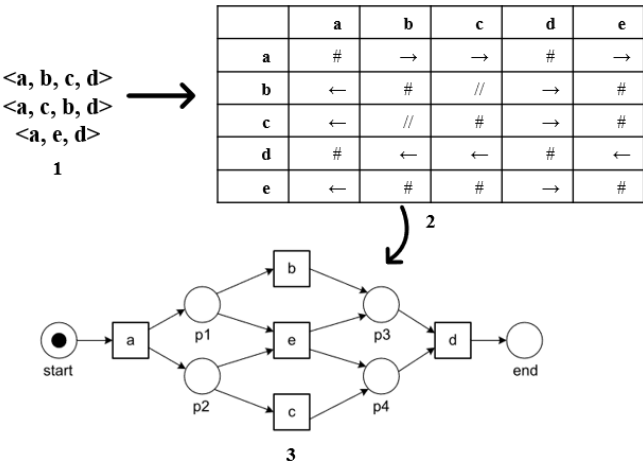 <a, b, c, d>
<a, c, b, d>
<a, e, d>
1
a b c d e
a # → → # →
b ← # // → #
c ← // # → #
d # ← ← # ←
e ← # # → #
2
b
p1 p3
start a e d end
p2 p4
c
3